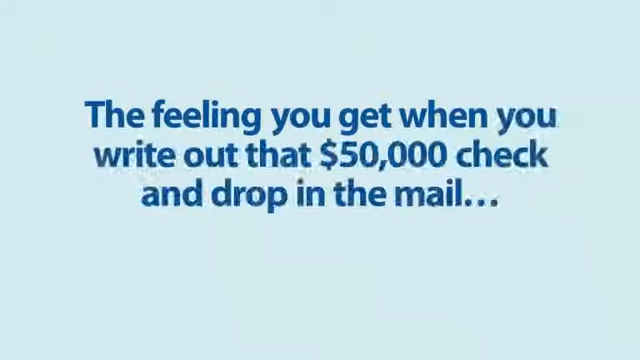 The feeling you get when you
write out that $50,000 check
and drop in the mail…